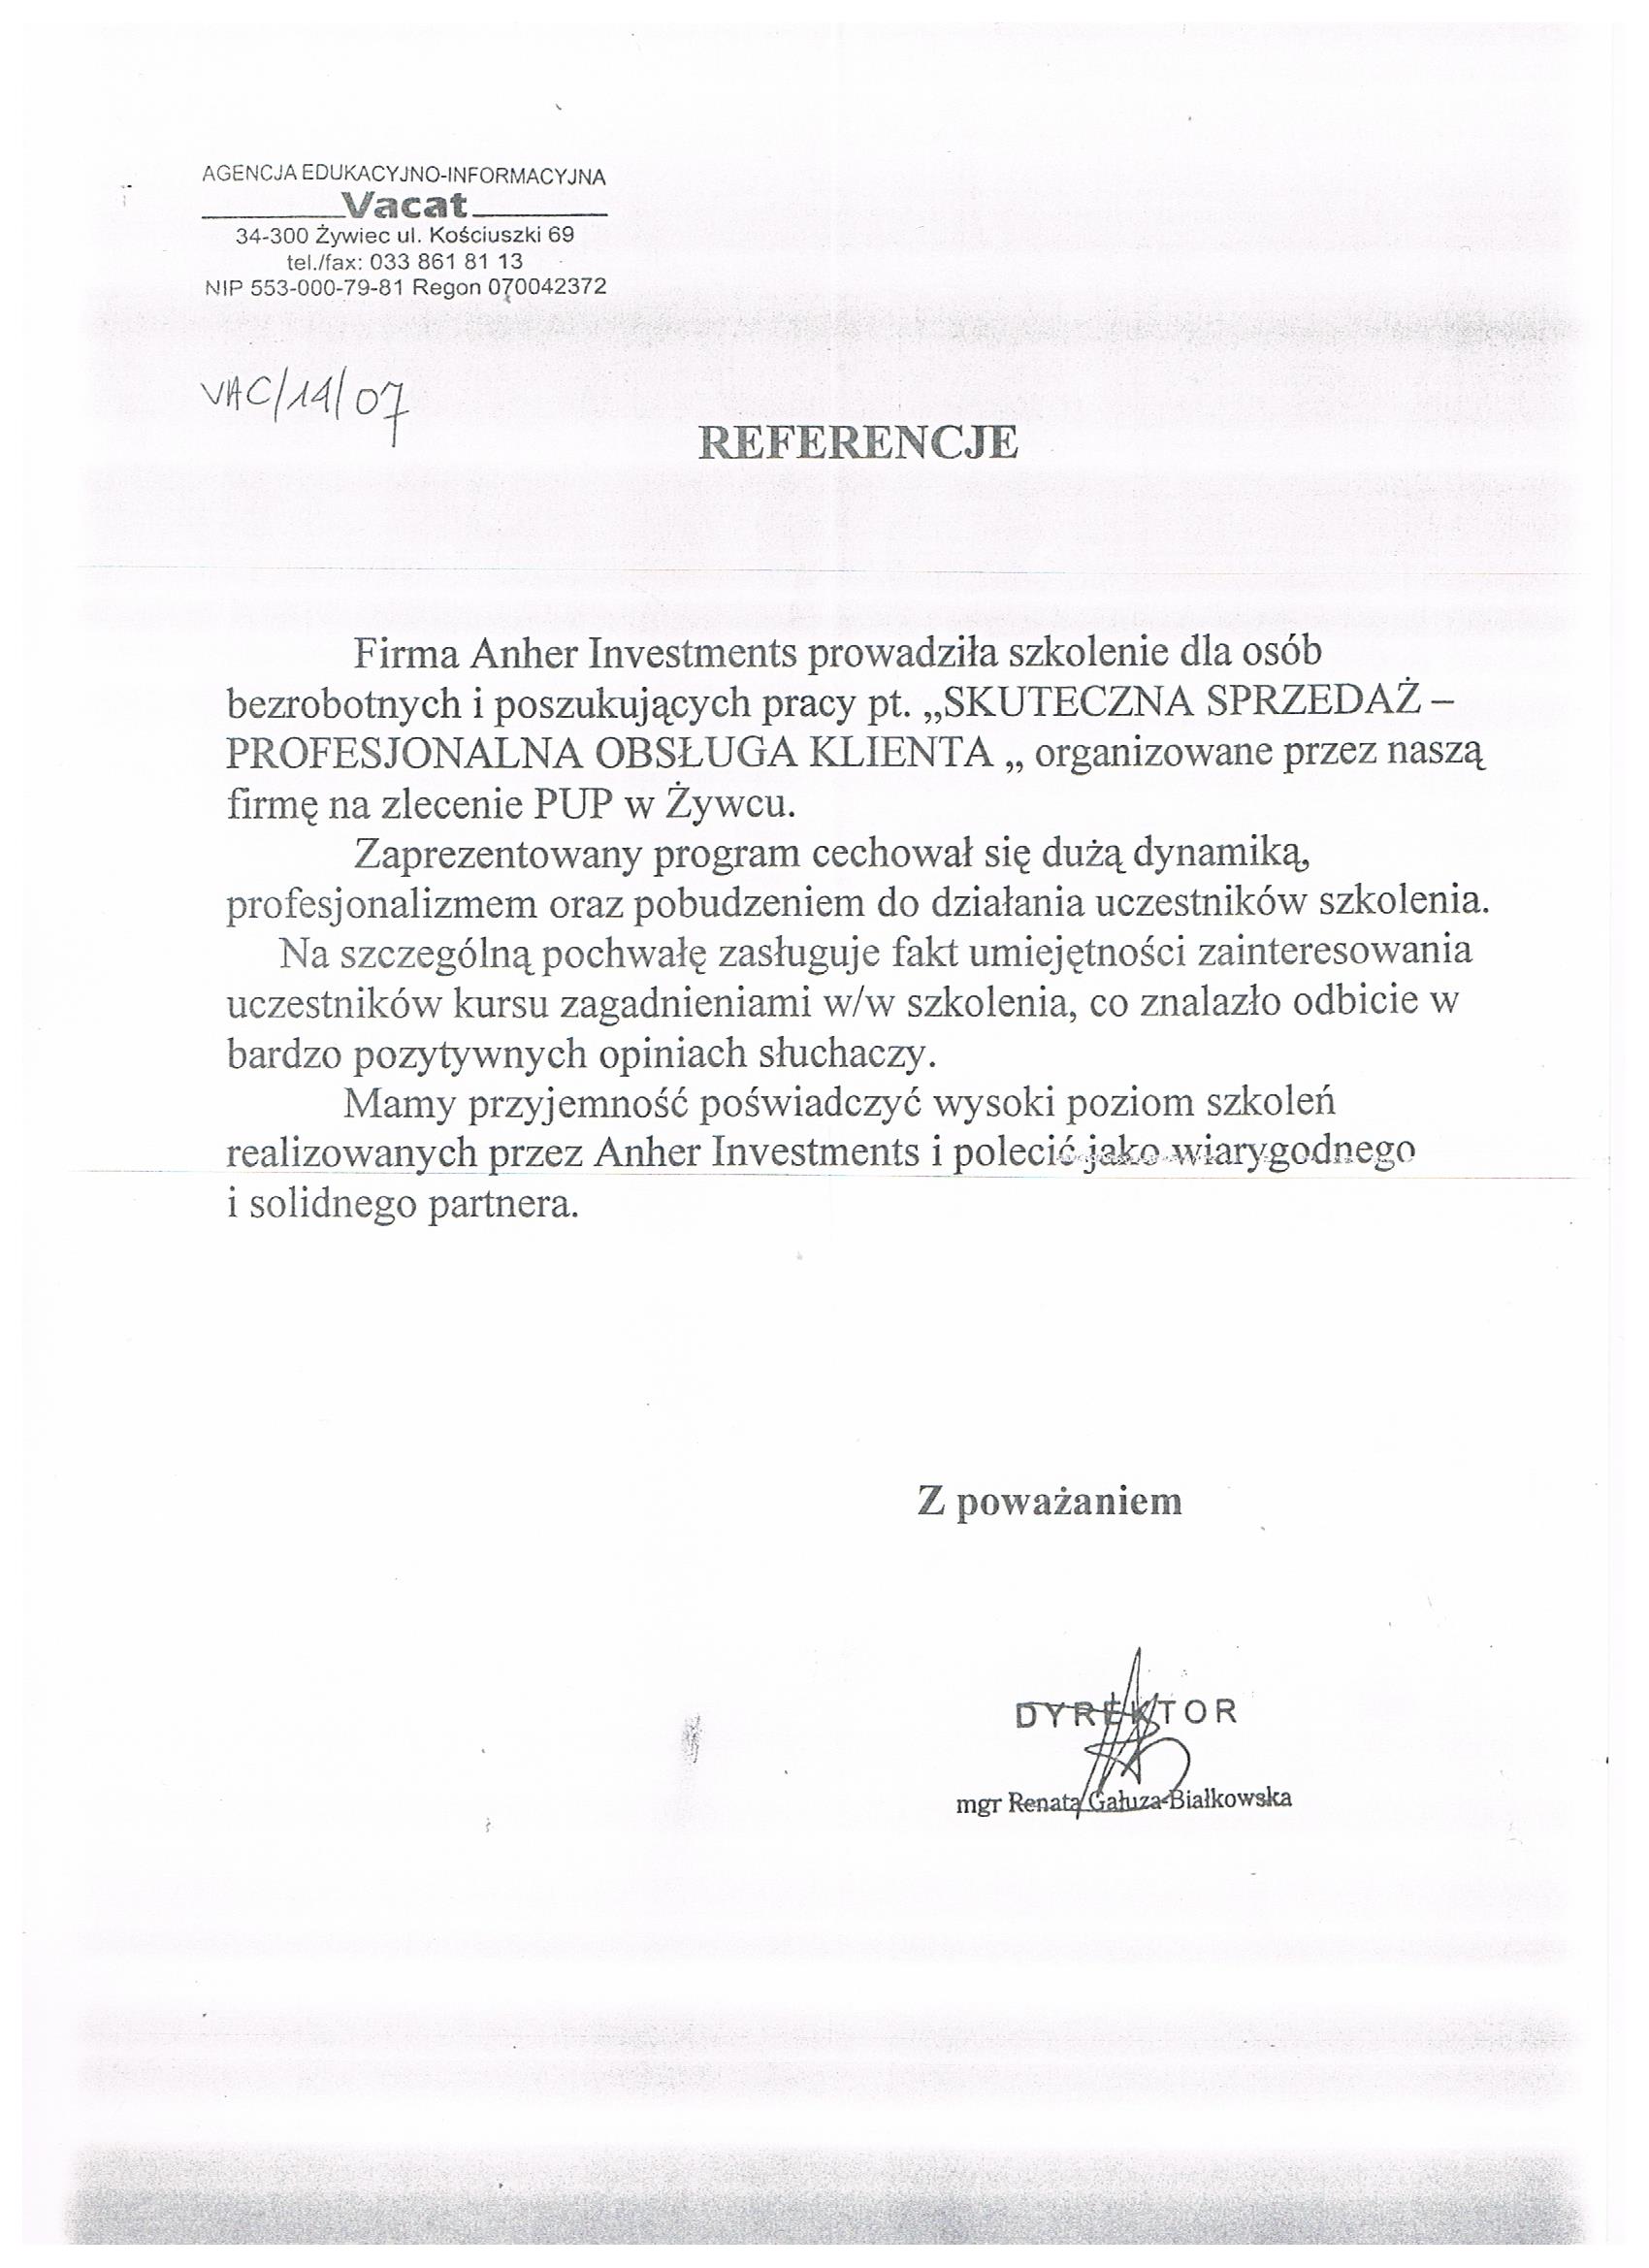 AGENCJA EDUKACYJNO-INFORMACYJNA
Vacat
34-300 Żywiec ul. Kościuszki 69
tel./fax: 033 861 81 13
NIP 553-000-79-81 Regon 070042372
VAC/11/07
REFERENCJE
Firma Anher Investments prowadziła szkolenie dla osób
bezrobotnych i poszukujących pracy pt. „SKUTECZNA SPRZEDAŻ –
PROFESJONALNA OBSŁUGA KLIENTA „ organizowane przez naszą
firmę na zlecenie PUP w Żywcu.
Zaprezentowany program cechował się dużą dynamiką,
profesjonalizmem oraz pobudzeniem do działania uczestników szkolenia.
Na szczególną pochwałę zasługuje fakt umiejętności zainteresowania
uczestników kursu zagadnieniami w/w szkolenia, co znalazło odbicie w
bardzo pozytywnych opiniach słuchaczy.
Mamy przyjemność poświadczyć wysoki poziom szkoleń
realizowanych przez Anher Investments i polecić jako wiarygodnego
i solidnego partnera.
Z poważaniem
DYREKTOR
mgr Renata Gałuza-Białkowska